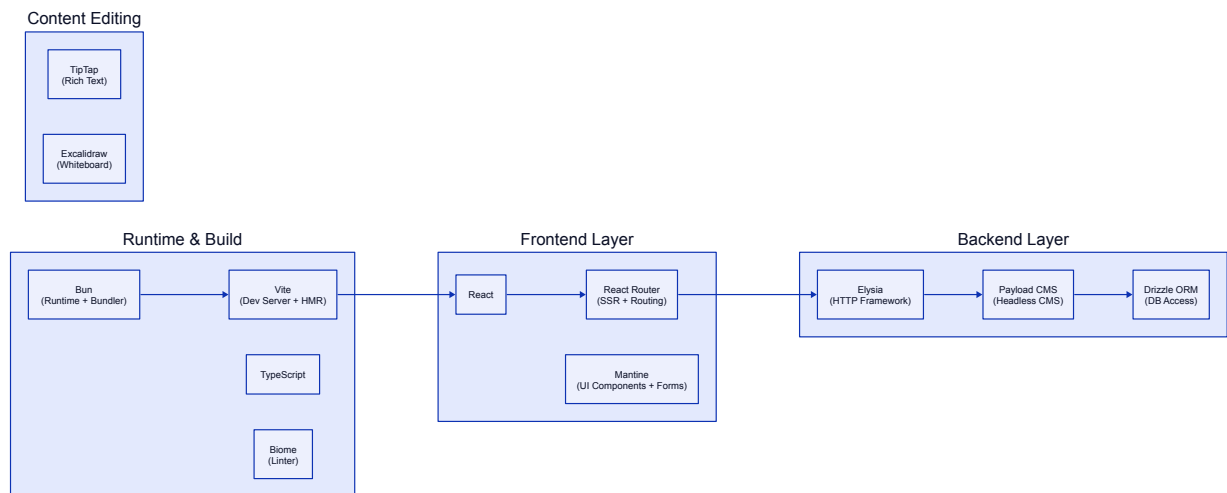 Content Editing
TipTap
(Rich Text)
Excalidraw
(Whiteboard)
Runtime & Build
Bun
(Runtime + Bundler)
Vite
(Dev Server + HMR)
TypeScript
Biome
(Linter)
Frontend Layer
React
React Router
(SSR + Routing)
Mantine
(UI Components + Forms)
Backend Layer
Elysia
(HTTP Framework)
Payload CMS
(Headless CMS)
Drizzle ORM
(DB Access)